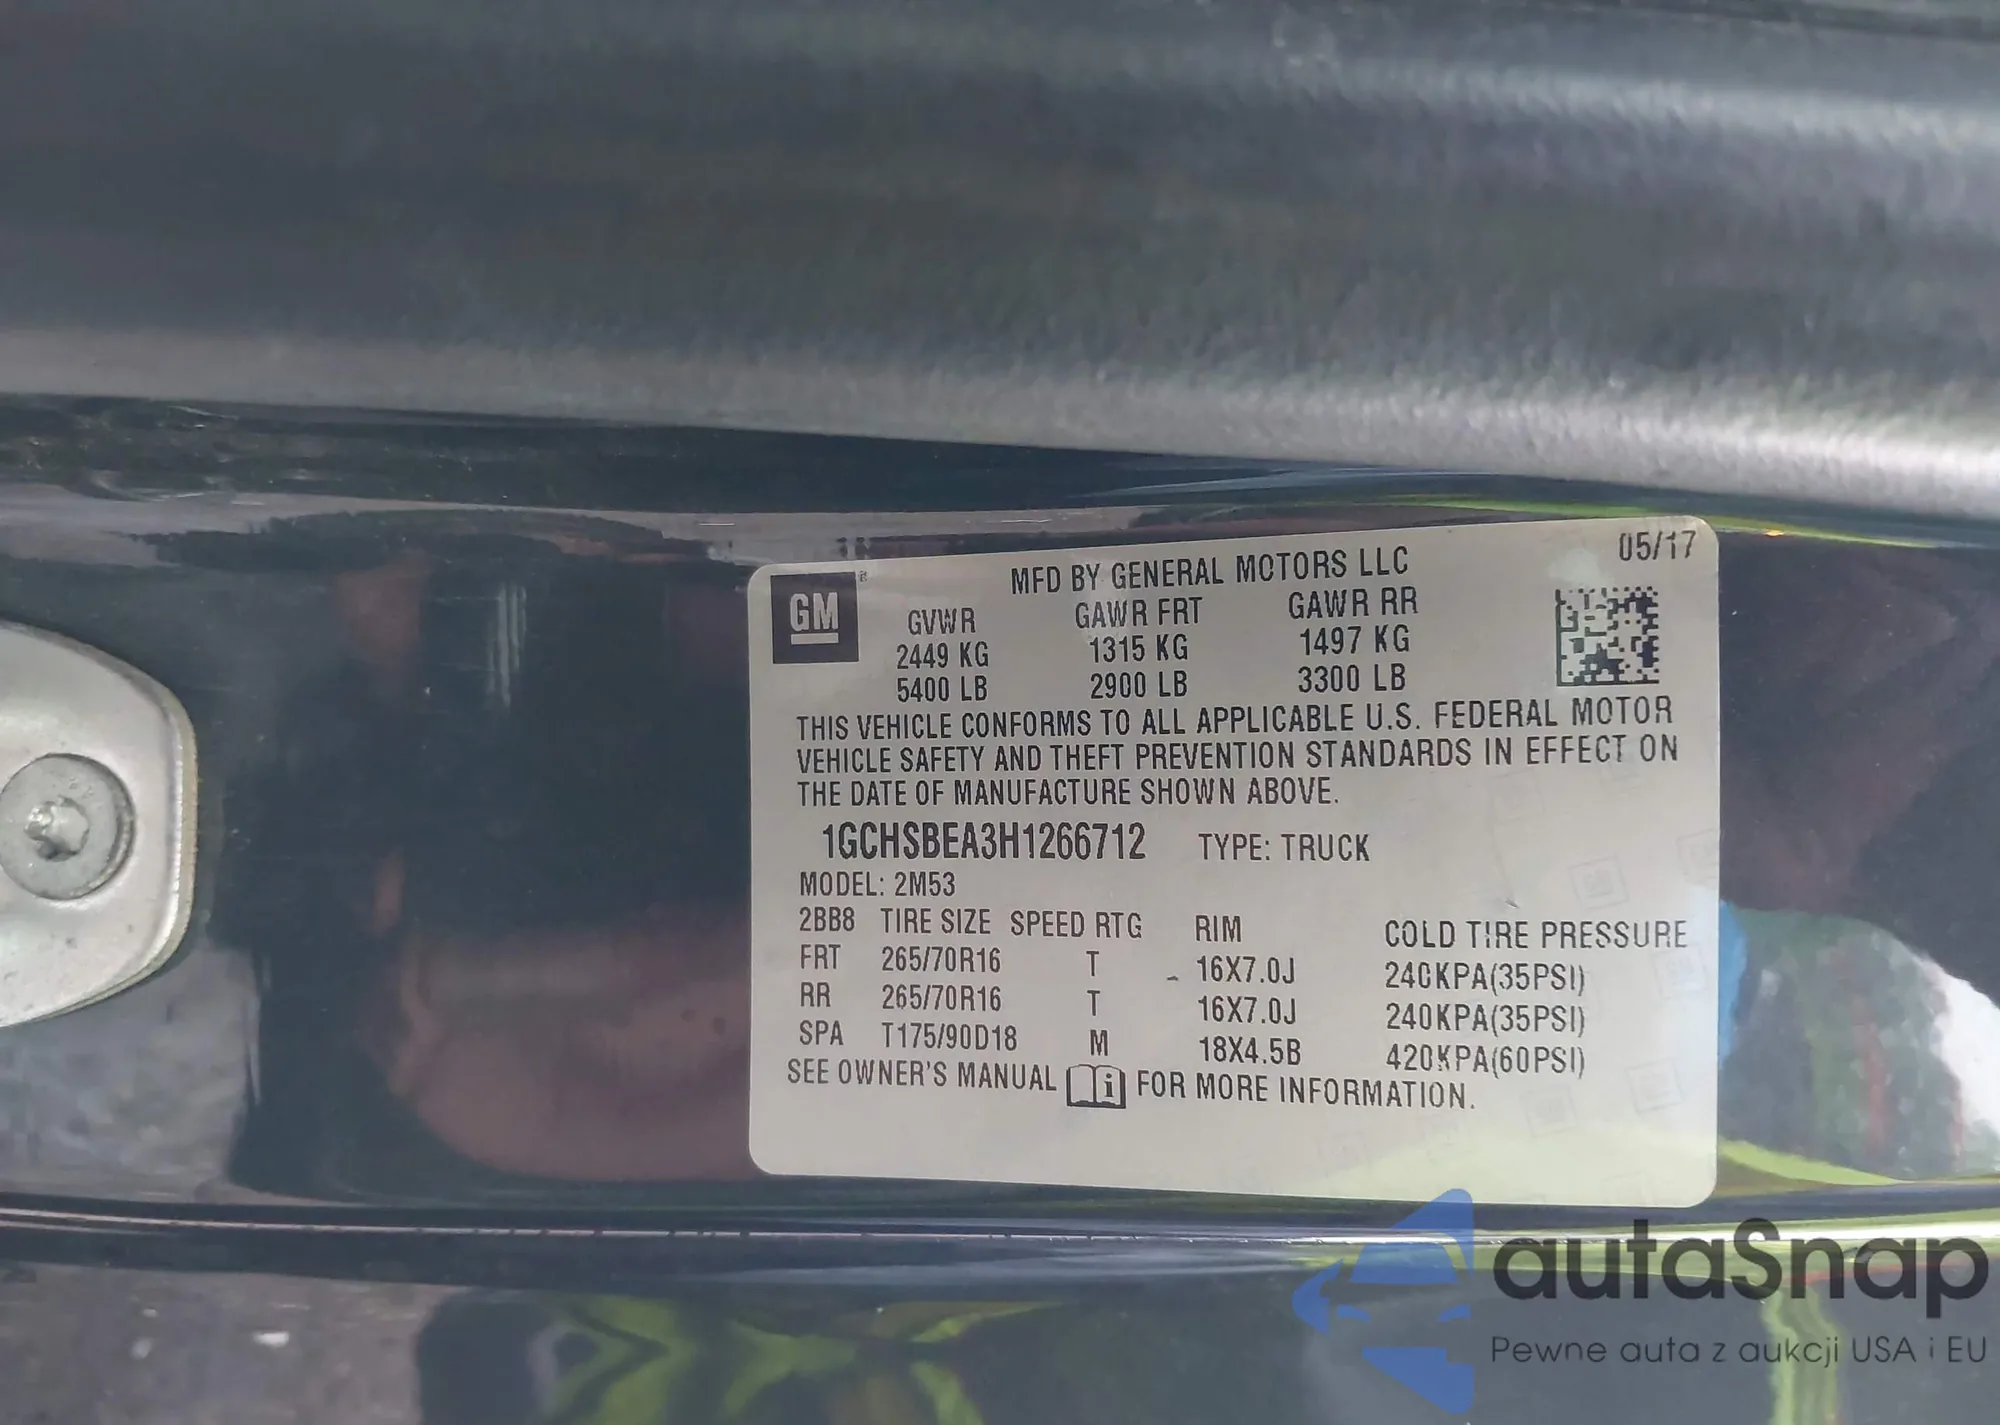 05/17
GM
MFD BY GENERAL MOTORS LLC
GVWR GAWR FRT GAWR RR
2449 KG 1315 KG 1497 KG
5400 LB 2900 LB 3300 LB
THIS VEHICLE CONFORMS TO ALL APPLICABLE U.S. FEDERAL MOTOR
VEHICLE SAFETY AND THEFT PREVENTION STANDARDS IN EFFECT ON
THE DATE OF MANUFACTURE SHOWN ABOVE.
1GCHSBEA3H1266712 TYPE: TRUCK
MODEL: 2M53
2BB8 TIRE SIZE SPEED RTG RIM COLD TIRE PRESSURE
FRT 265/70R16 T 16X7.0J 240KPA(35PSI)
RR 265/70R16 T 16X7.0J 240KPA(35PSI)
SPA T175/90D18 M 18X4.5B 420KPA(60PSI)
SEE OWNER'S MANUAL i FOR MORE INFORMATION.
autaSnap
Pewne auta z aukcji USA i EU